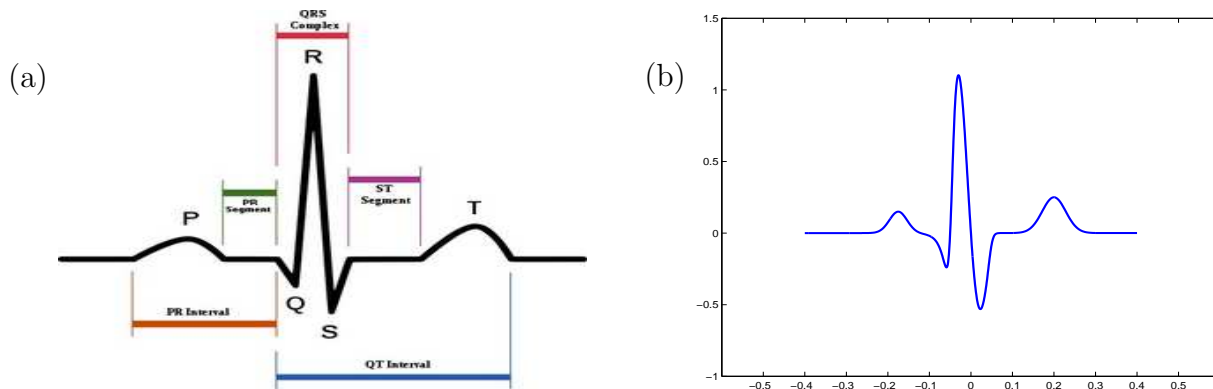 (a)
QRS
Complex
R
PR
Segment
ST
Segment
P
T
Q
S
PR Interval
QT Interval
(b)
1.5
1
0.5
0
−0.5
−1
−0.5 −0.4 −0.3 −0.2 −0.1 0 0.1 0.2 0.3 0.4 0.5